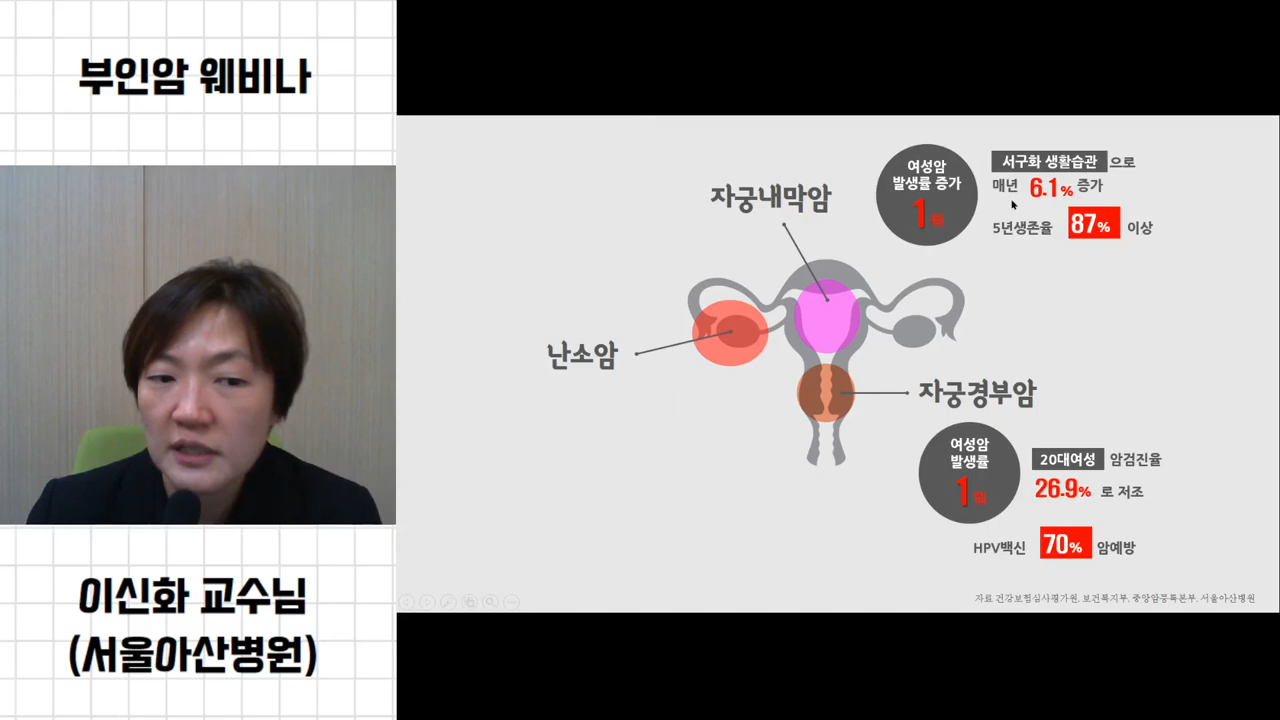 부인암 웨비나
이신화 교수님
(서울아산병원)
자궁내막암
여성암
발생률 증가
1위
서구화 생활습관으로
매년 6.1% 증가
5년생존율 87% 이상
난소암
자궁경부암
여성암
발생률
1위
20대여성 암검진율
26.9%로 저조
HPV백신 70% 암예방
자료 건강보험심사평가원, 보건복지부, 중앙암등록본부, 서울아산병원